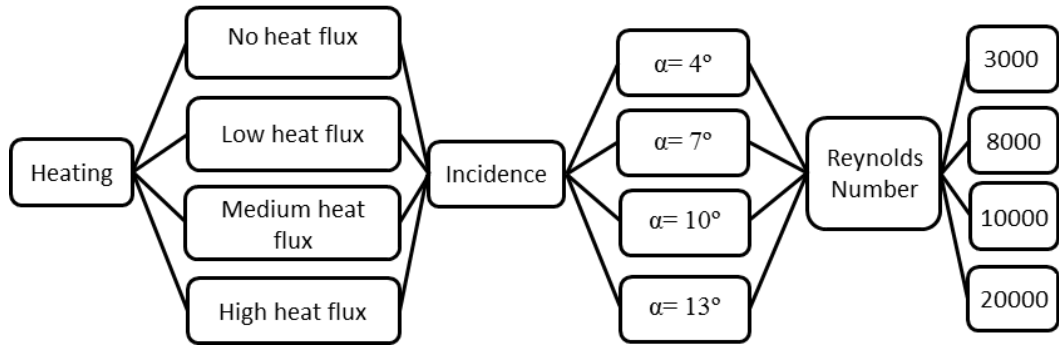 Heating
No heat flux
Low heat flux
Medium heat
flux
High heat flux
Incidence
α= 4°
α= 7°
α= 10°
α= 13°
Reynolds
Number
3000
8000
10000
20000